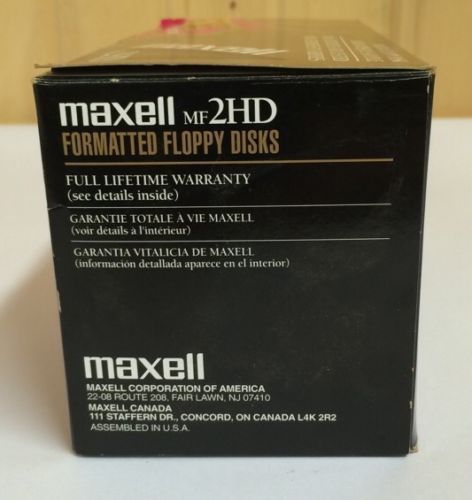 maxell MF2HD
FORMATTED FLOPPY DISKS
FULL LIFETIME WARRANTY
(see details inside)
GARANTIE TOTALE À VIE MAXELL
(voir détails à l'intérieur)
GARANTIA VITALICIA DE MAXELL
(información detallada aparece en el interior)
maxell
MAXELL CORPORATION OF AMERICA
22-08 ROUTE 208, FAIR LAWN, NJ 07410
MAXELL CANADA
111 STAFFERN DR., CONCORD, ON CANADA L4K 2R2
ASSEMBLED IN U.S.A.